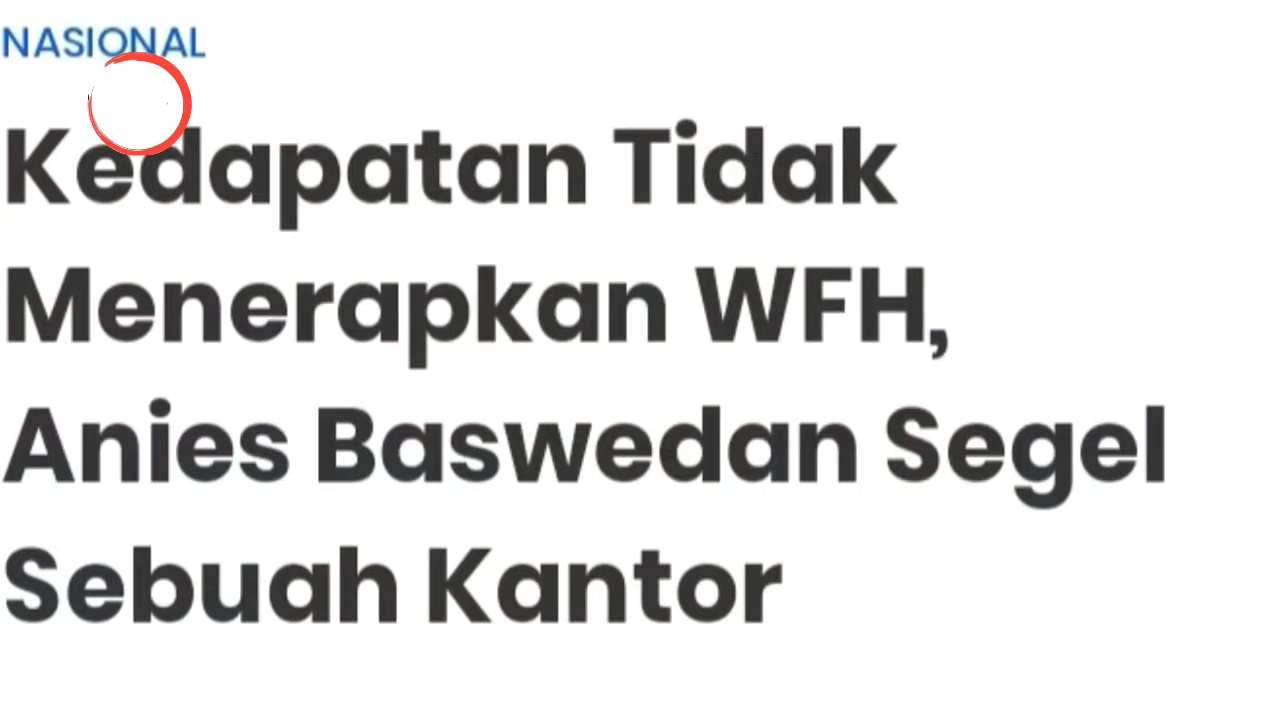 NASIONAL
Kedapatan Tidak
Menerapkan WFH,
Anies Baswedan Segel
Sebuah Kantor